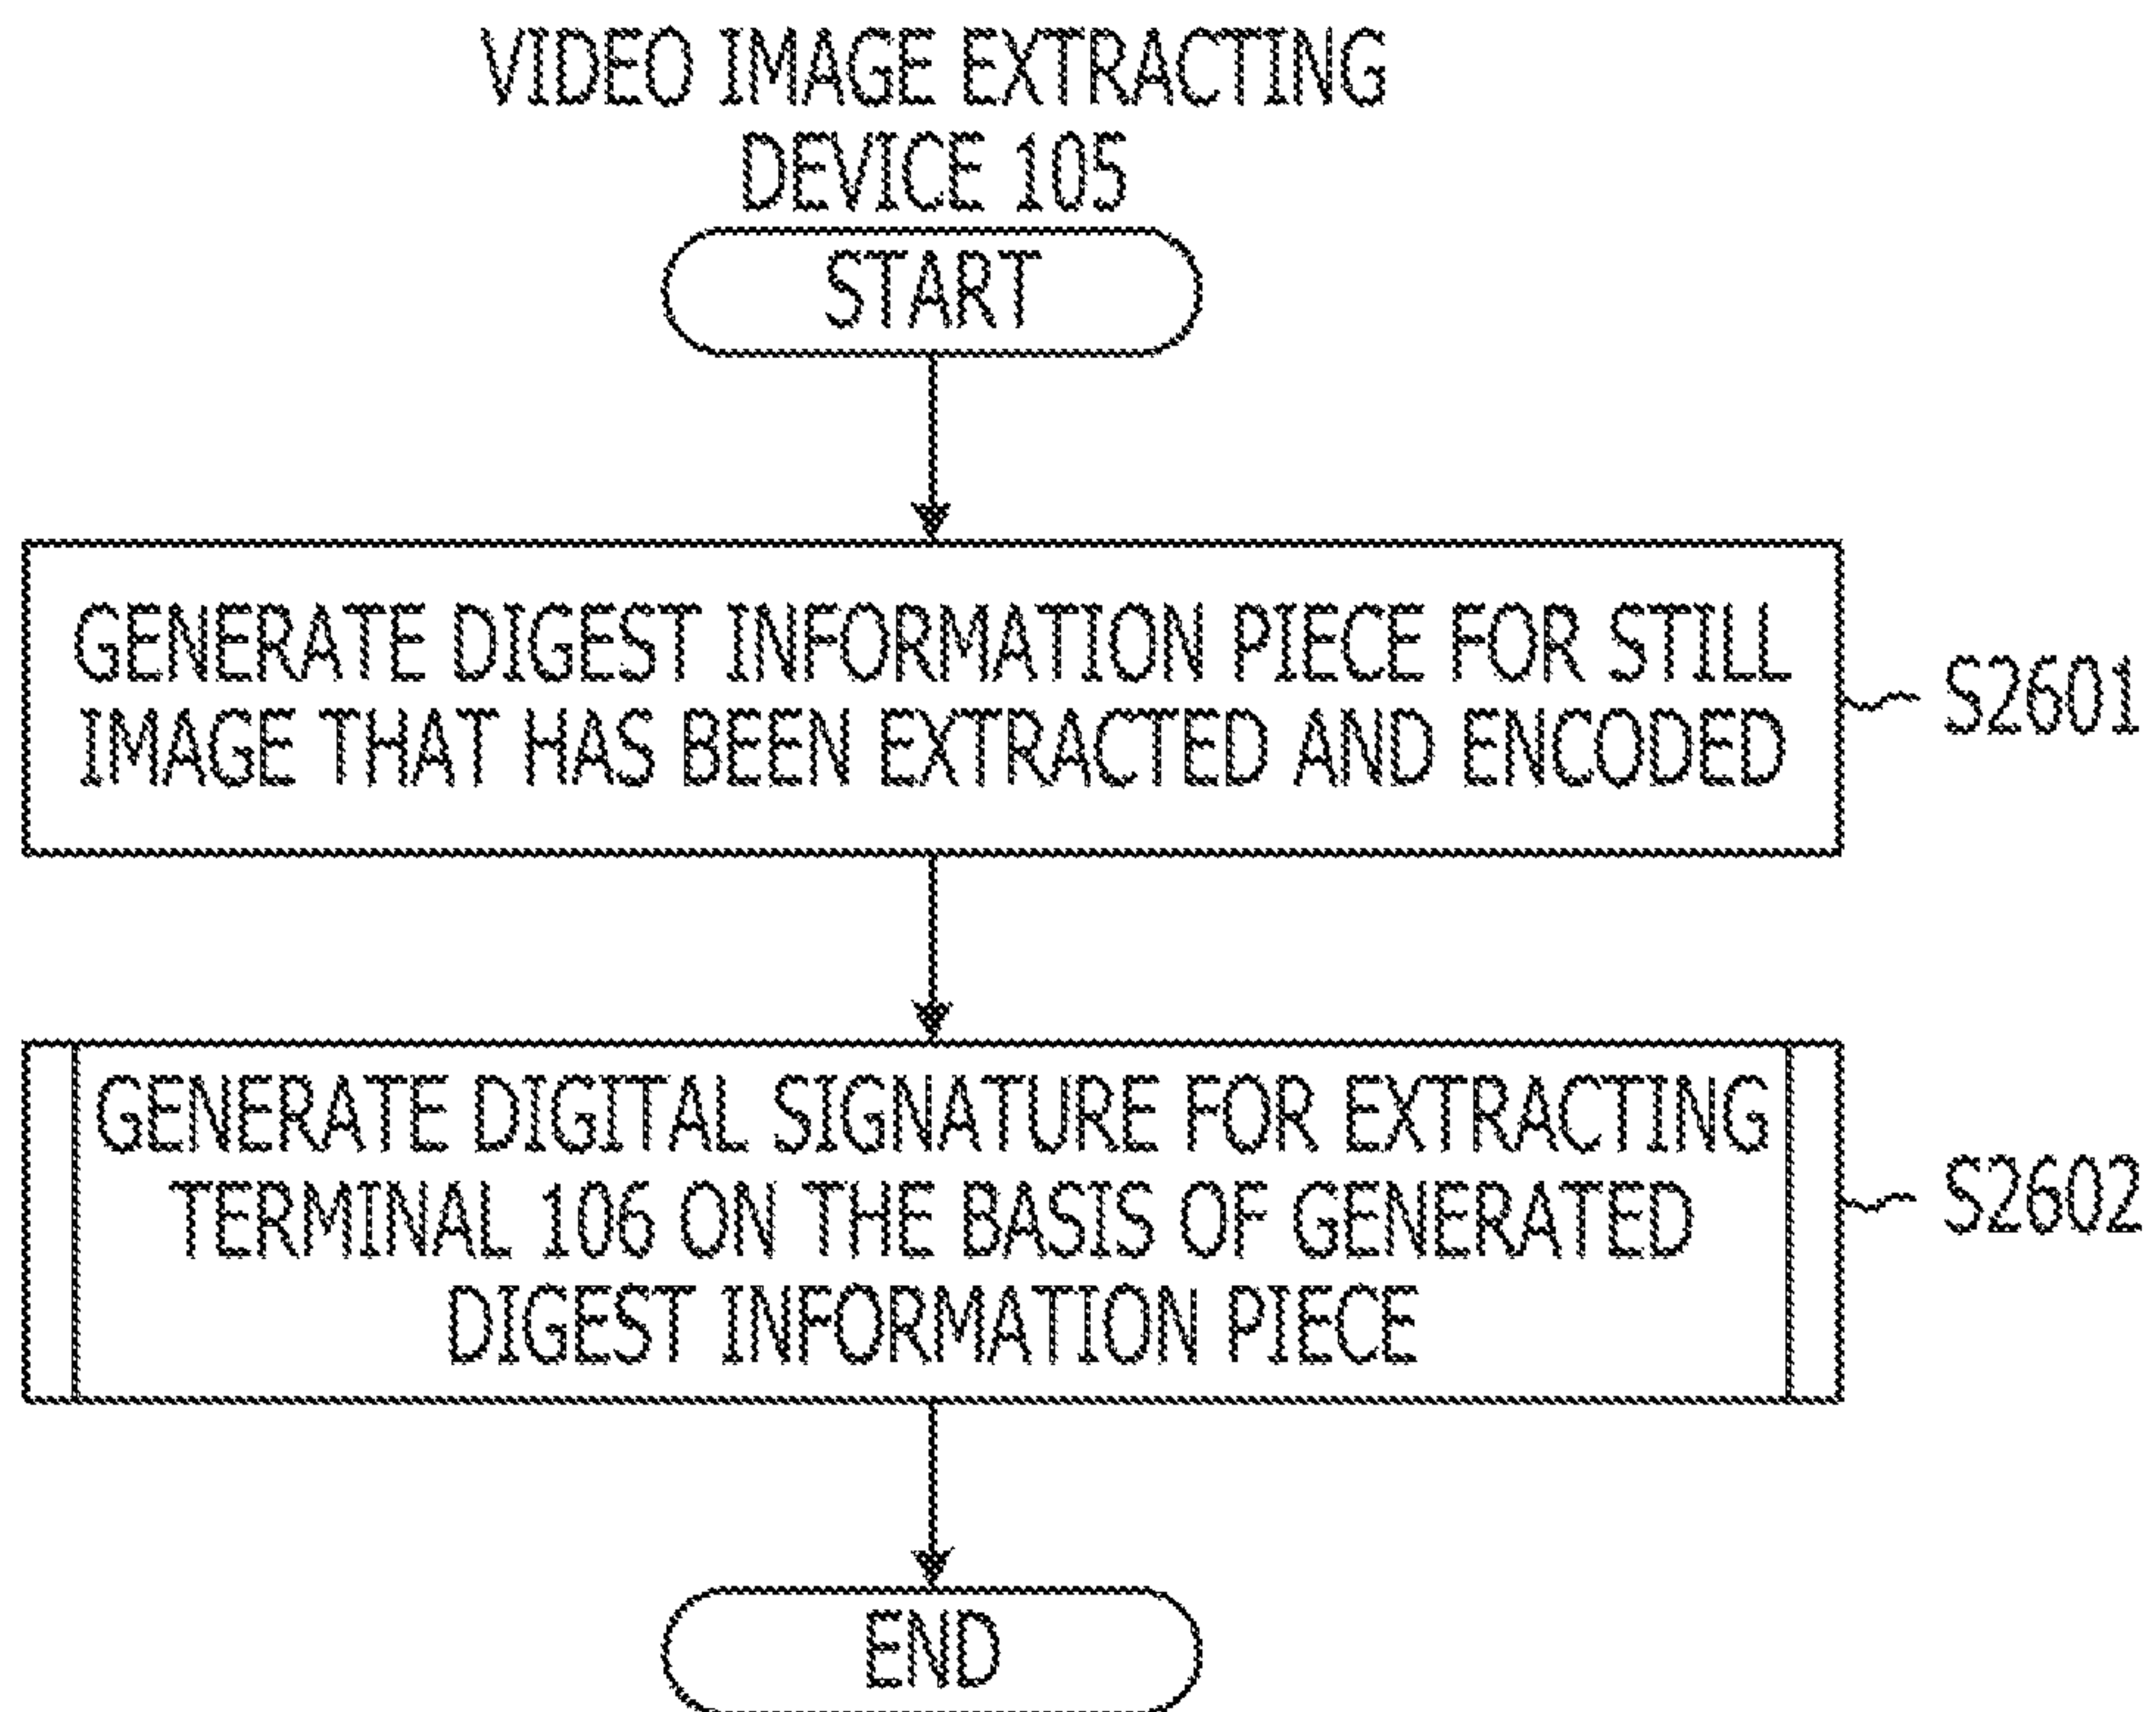 VIDEO IMAGE EXTRACTING
DEVICE 105
START
GENERATE DIGEST INFORMATION PIECE FOR STILL
IMAGE THAT HAS BEEN EXTRACTED AND ENCODED
S2601
GENERATE DIGITAL SIGNATURE FOR EXTRACTING
TERMINAL 106 ON THE BASIS OF GENERATED
DIGEST INFORMATION PIECE
S2602
END